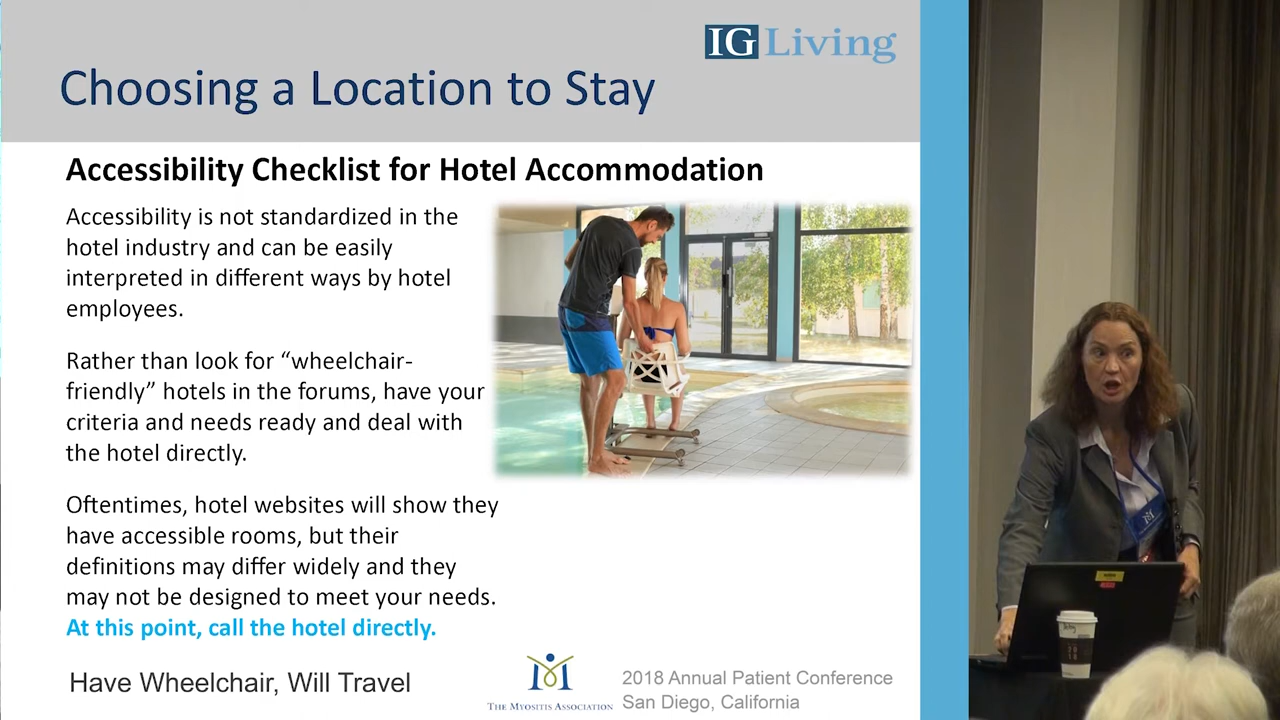 IG Living
Choosing a Location to Stay
Accessibility Checklist for Hotel Accommodation
Accessibility is not standardized in the
hotel industry and can be easily
interpreted in different ways by hotel
employees.
Rather than look for “wheelchair-
friendly” hotels in the forums, have your
criteria and needs ready and deal with
the hotel directly.
Oftentimes, hotel websites will show they
have accessible rooms, but their
definitions may differ widely and they
may not be designed to meet your needs.
At this point, call the hotel directly.
Have Wheelchair, Will Travel
THE MYOSITIS ASSOCIATION
2018 Annual Patient Conference
San Diego, California